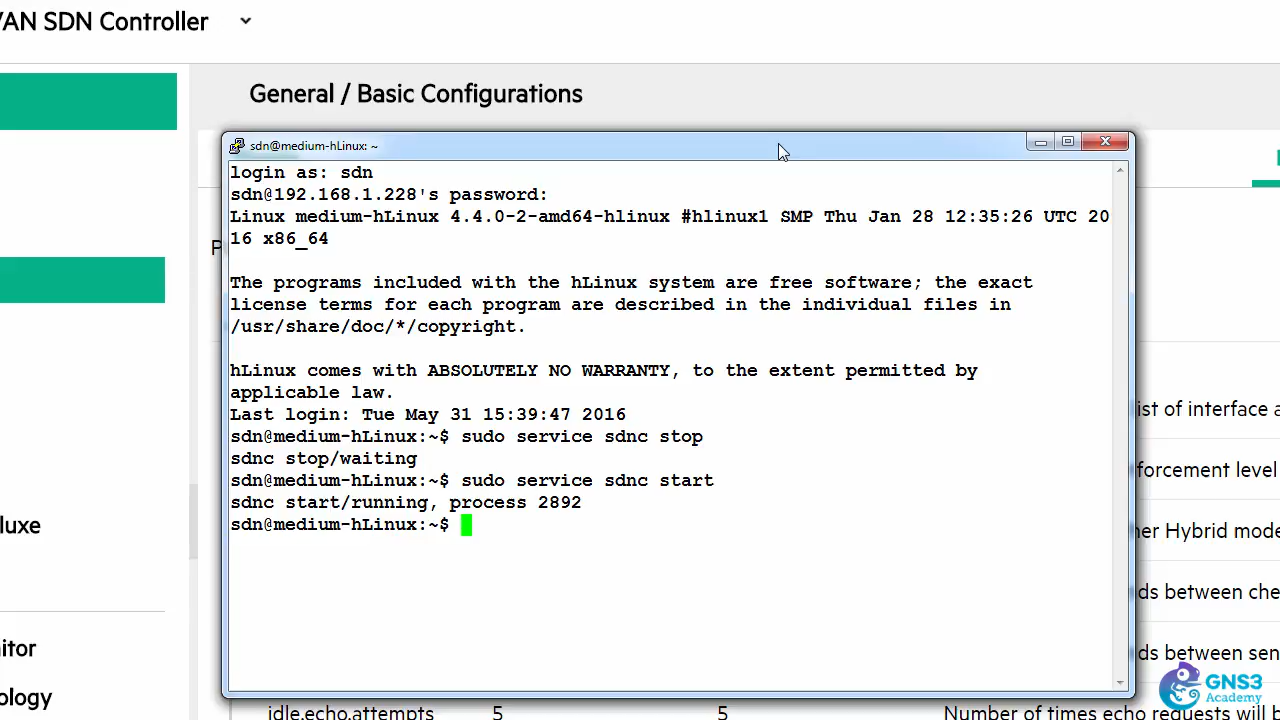 VAN SDN Controller
General / Basic Configurations
sdn@medium-hLinux: ~
login as: sdn
sdn@192.168.1.228's password:
Linux medium-hLinux 4.4.0-2-amd64-hlinux #hlinux1 SMP Thu Jan 28 12:35:26 UTC 20
16 x86_64
The programs included with the hLinux system are free software; the exact
license terms for each program are described in the individual files in
/usr/share/doc/*/copyright.
hLinux comes with ABSOLUTELY NO WARRANTY, to the extent permitted by
applicable law.
Last login: Tue May 31 15:39:47 2016
sdn@medium-hLinux:~$ sudo service sdnc stop
sdnc stop/waiting
sdn@medium-hLinux:~$ sudo service sdnc start
sdnc start/running, process 2892
sdn@medium-hLinux:~$
ist of interface
forcement level
luxe
er Hybrid mode
ds between che
itor
ds between sen
ology
GNS3
Academy
idle.echo.attempts 5 5 Number of times echo requests will b